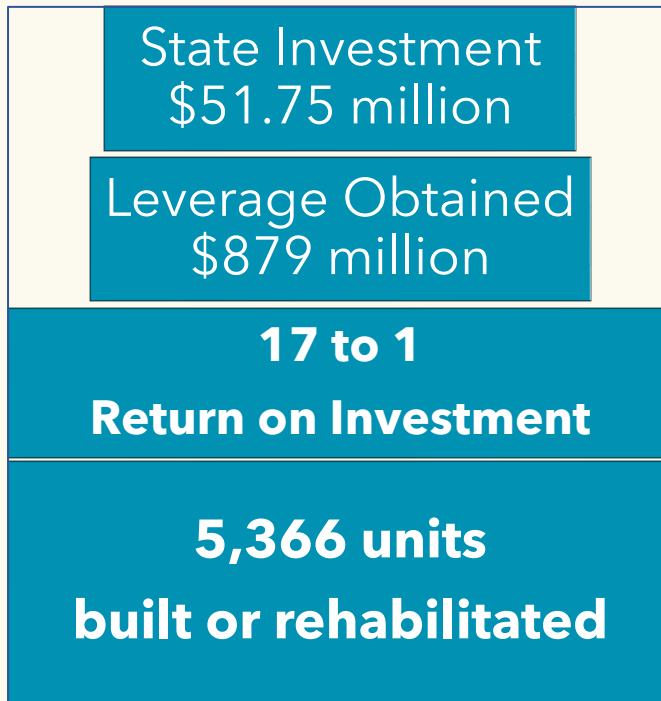 State Investment
$51.75 million
Leverage Obtained
$879 million
17 to 1
Return on Investment
5,366 units
built or rehabilitated